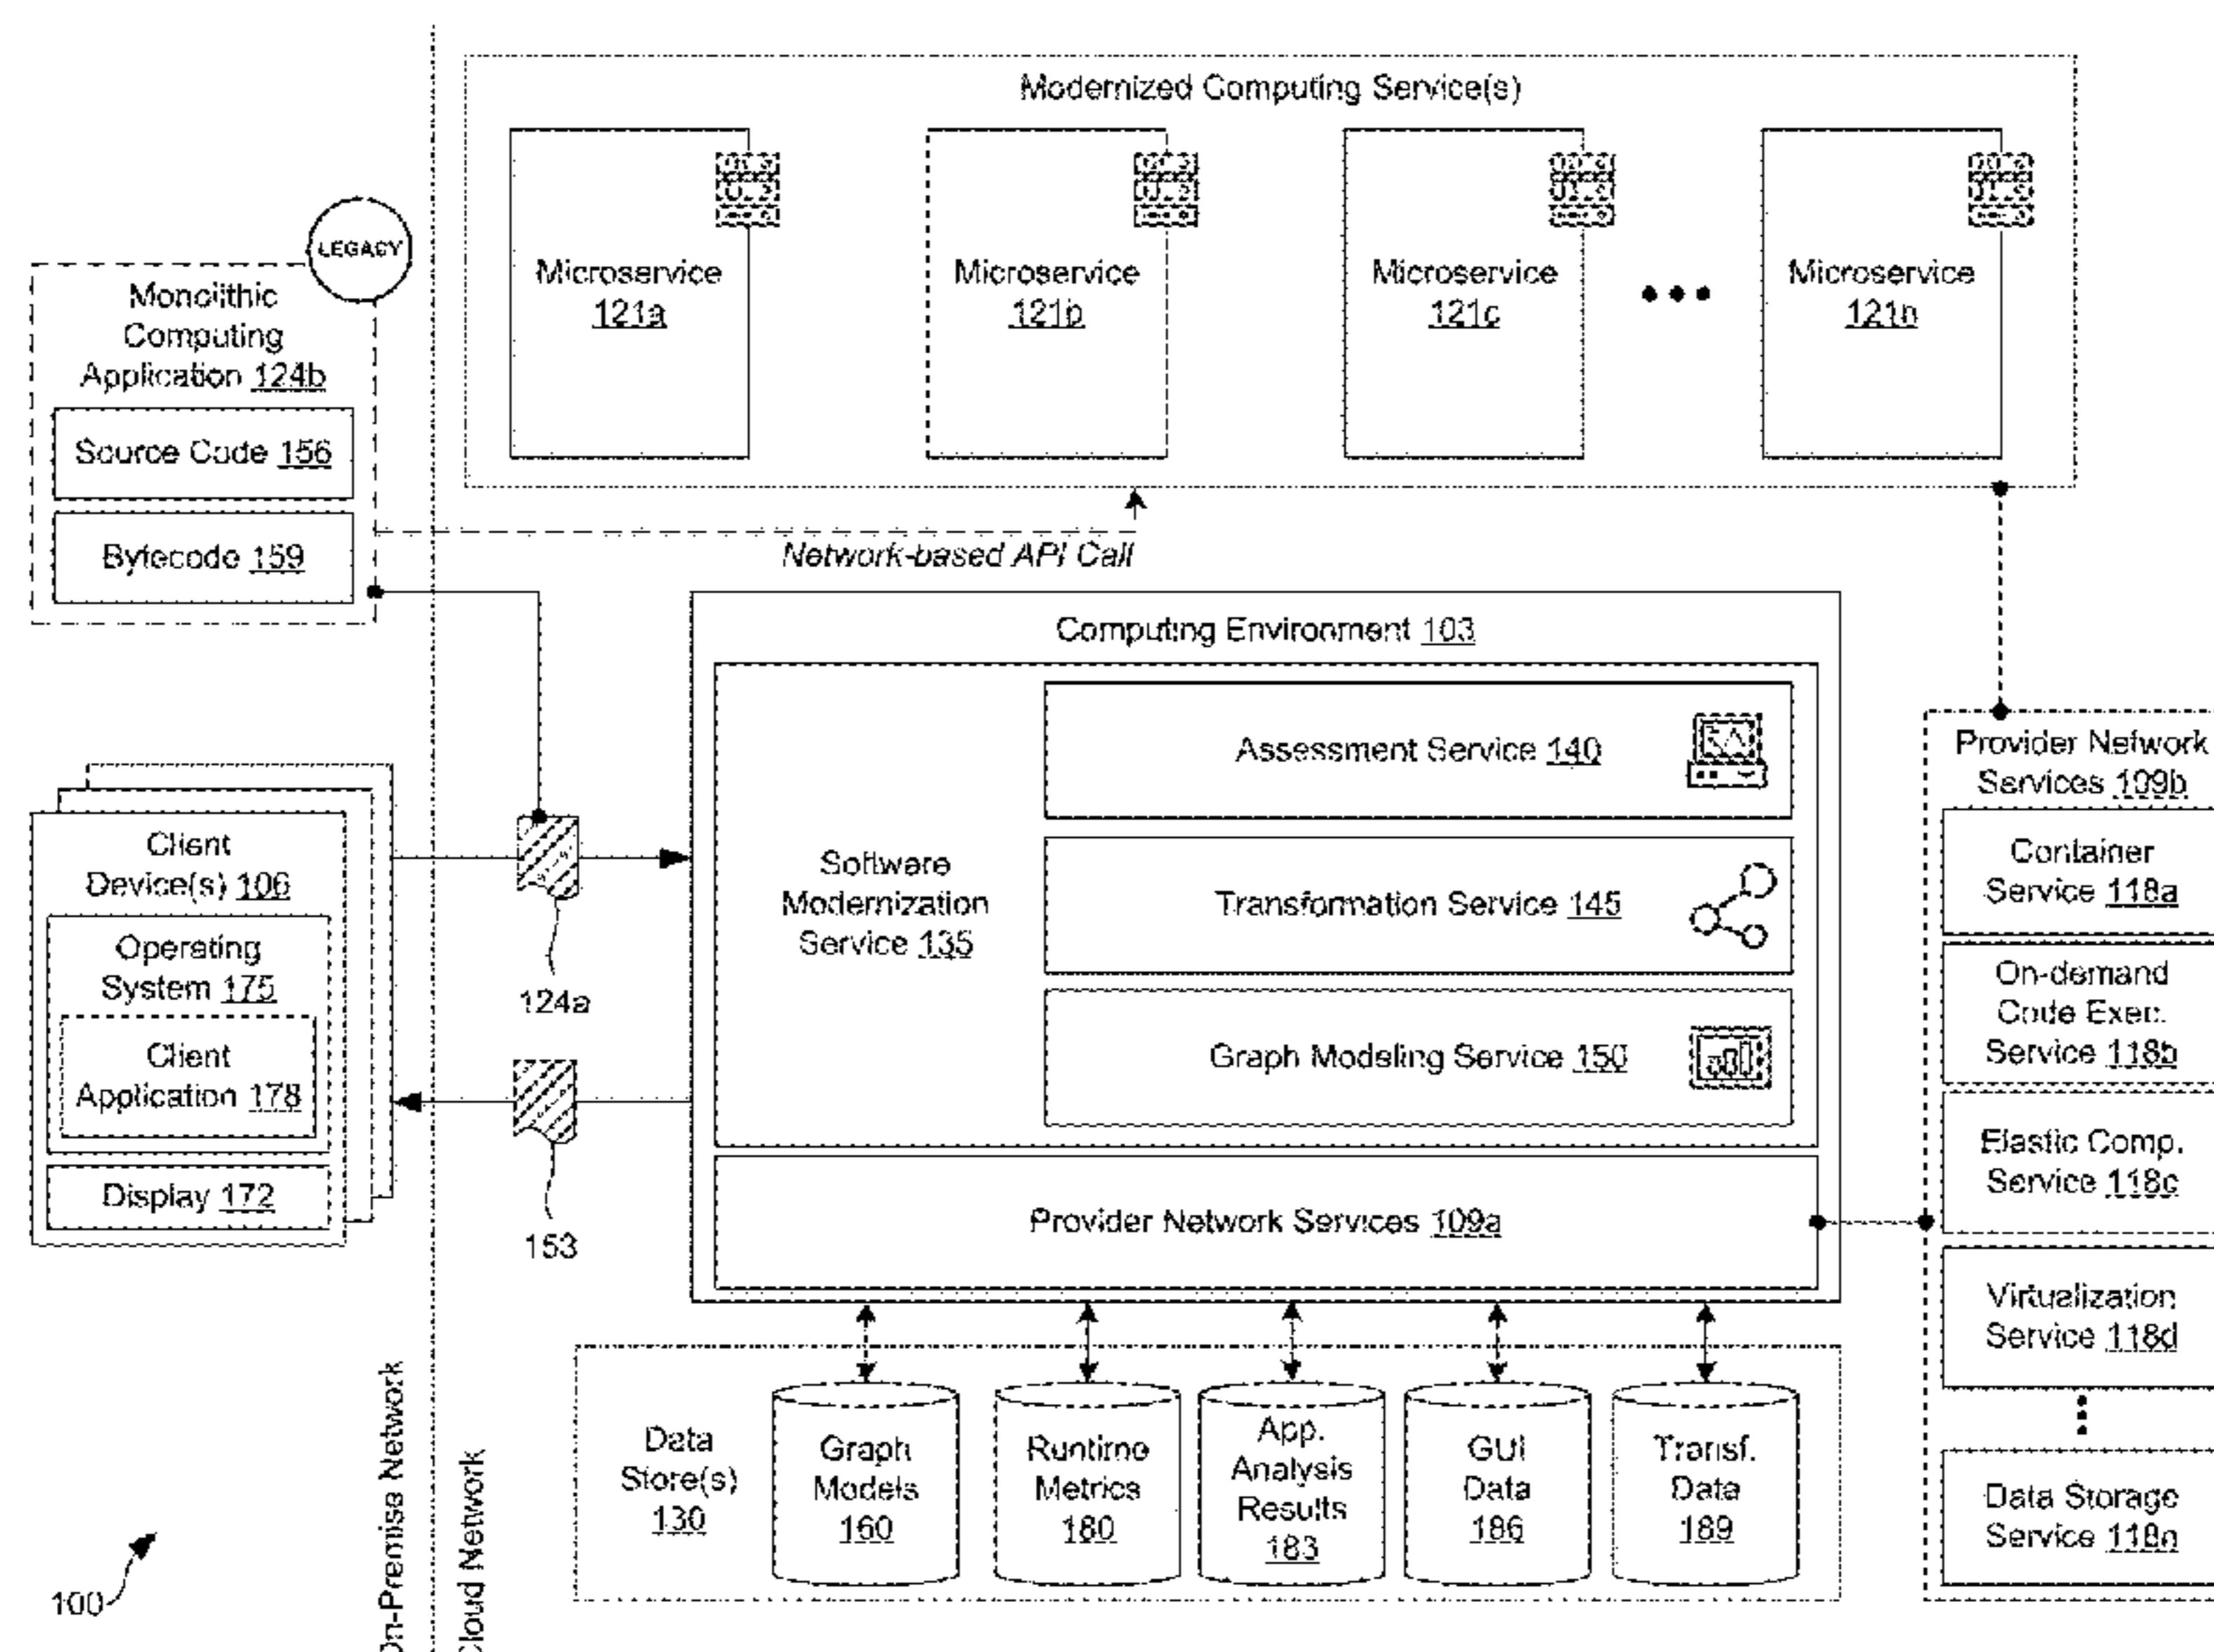 Modernized Computing Service(s)
Microservice
121a
Microservice
121b
Microservice
121c
Microservice
121n
LEGACY
Monolithic
Computing
Application 124b
Source Code 156
Bytecode 159
Network-based API Call
Computing Environment 103
Software
Modernization
Service 135
Assessment Service 140
Transformation Service 145
Graph Modeling Service 150
Provider Network Services 109a
Client
Device(s) 106
Operating
System 175
Client
Application 178
Display 172
124a
153
Provider Network
Services 109b
Container
Service 118a
On-demand
Code Exec.
Service 118b
Elastic Comp.
Service 118c
Virtualization
Service 118d
Data Storage
Service 118n
Data
Store(s)
130
Graph
Models
160
Runtime
Metrics
180
App.
Analysis
Results
183
GUI
Data
186
Transf.
Data
189
On-Premise Network
Cloud Network
100